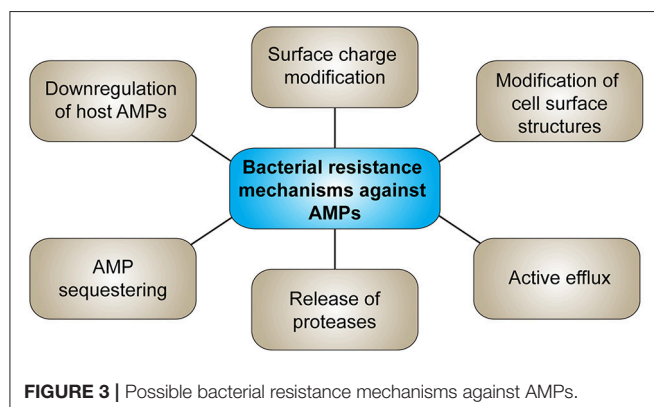 Surface charge
modification
Downregulation
of host AMPs
Modification of
cell surface
structures
Bacterial resistance
mechanisms against
AMPs
AMP
sequestering
Release of
proteases
Active efflux
FIGURE 3 | Possible bacterial resistance mechanisms against AMPs.